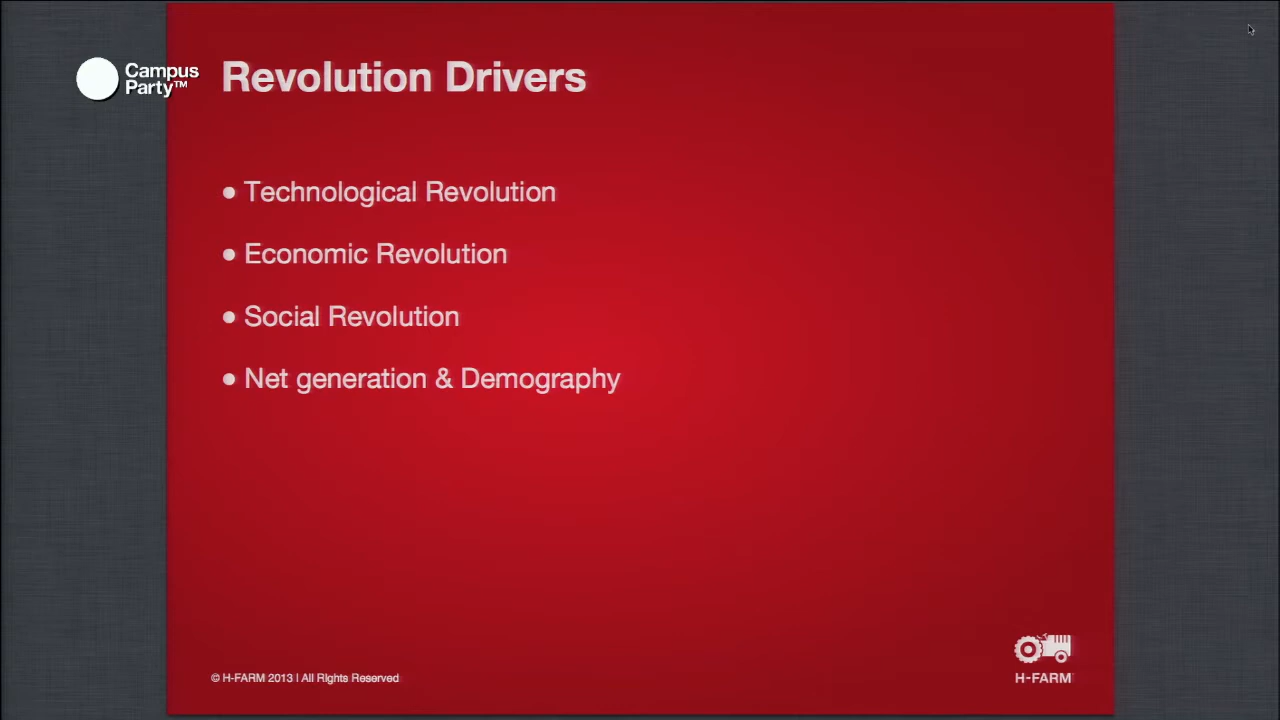 Campus
Party™
Revolution Drivers
• Technological Revolution
• Economic Revolution
• Social Revolution
• Net generation & Demography
© H-FARM 2013 | All Rights Reserved
H-FARM